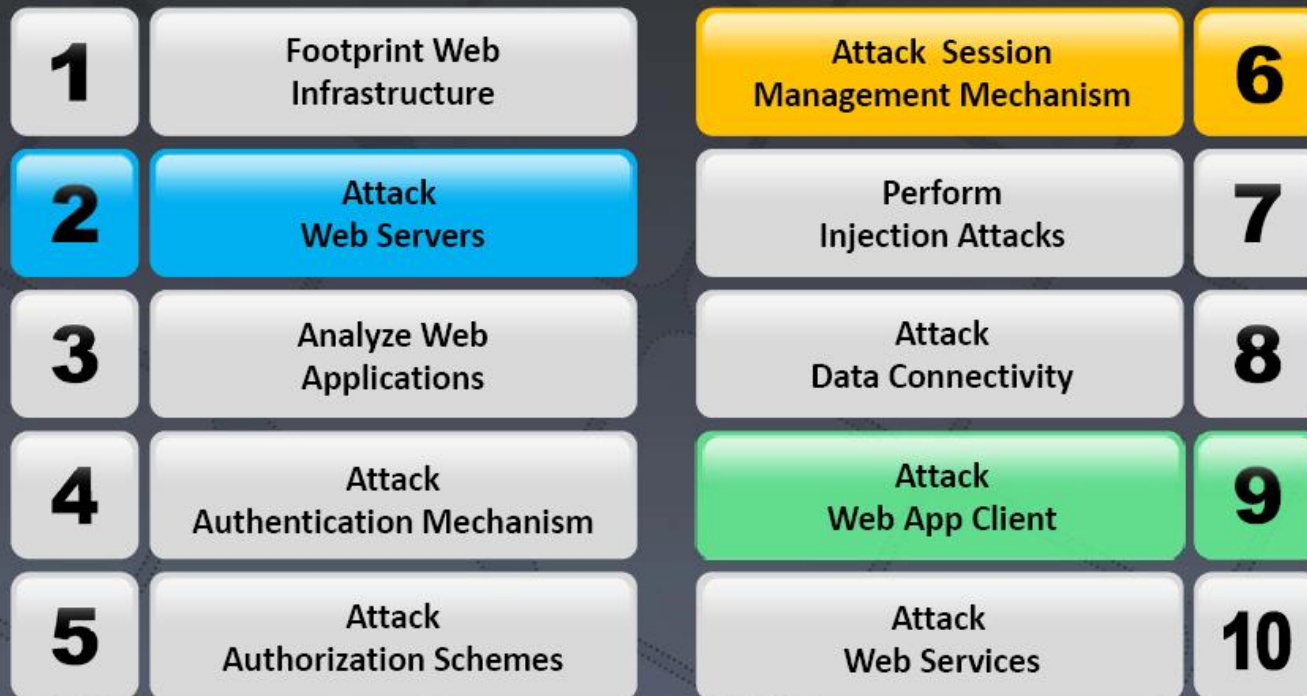 1
Footprint Web
Infrastructure
2
Attack
Web Servers
3
Analyze Web
Applications
4
Attack
Authentication Mechanism
5
Attack
Authorization Schemes
Attack Session
Management Mechanism
6
Perform
Injection Attacks
7
Attack
Data Connectivity
8
Attack
Web App Client
9
Attack
Web Services
10